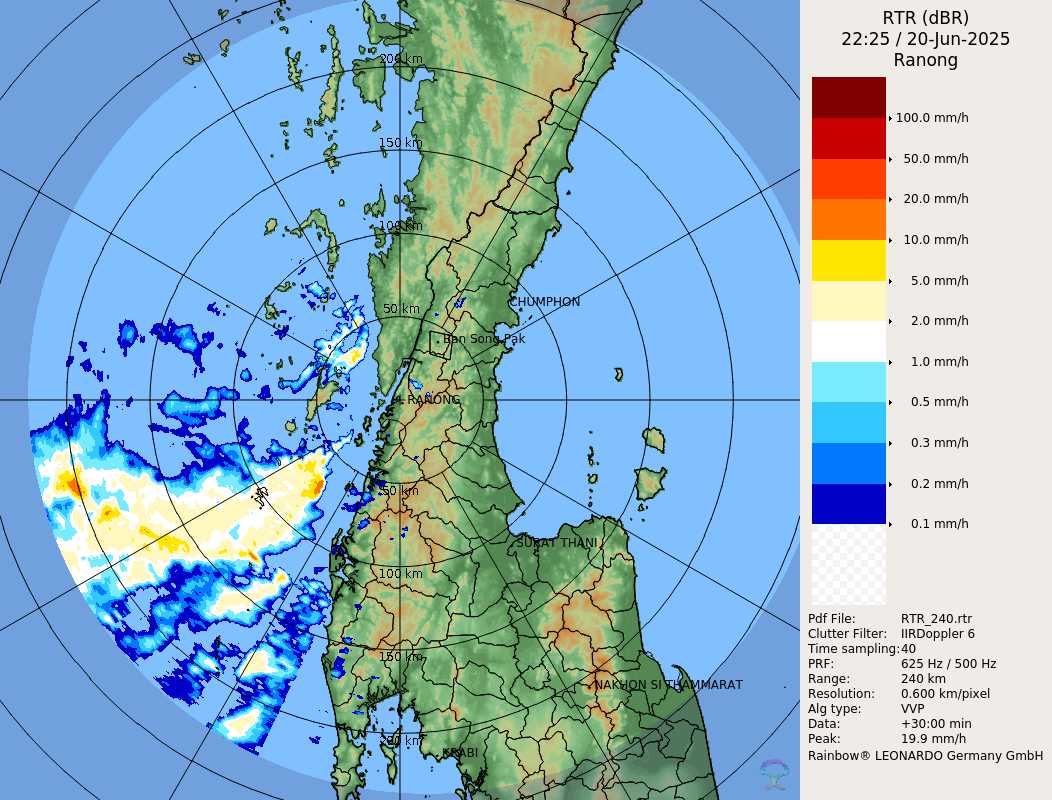 RTR (dBR)
22:25 / 20-Jun-2025
Ranong
100.0 mm/h
50.0 mm/h
20.0 mm/h
10.0 mm/h
5.0 mm/h
2.0 mm/h
1.0 mm/h
0.5 mm/h
0.3 mm/h
0.2 mm/h
0.1 mm/h
Pdf File: RTR_240.rtr
Clutter Filter: IIRDoppler 6
Time sampling:40
PRF: 625 Hz / 500 Hz
Range: 240 km
Resolution: 0.600 km/pixel
Alg type: VVP
Data: +30:00 min
Peak: 19.9 mm/h
Rainbow® LEONARDO Germany GmbH
200 km
150 km
100 km
50 km
CHUMPHON
Ban Song Pak
RANONG
50 km
SURAT THANI
100 km
150 km
NAKHON SI THAMMARAT
200 km
KRABI